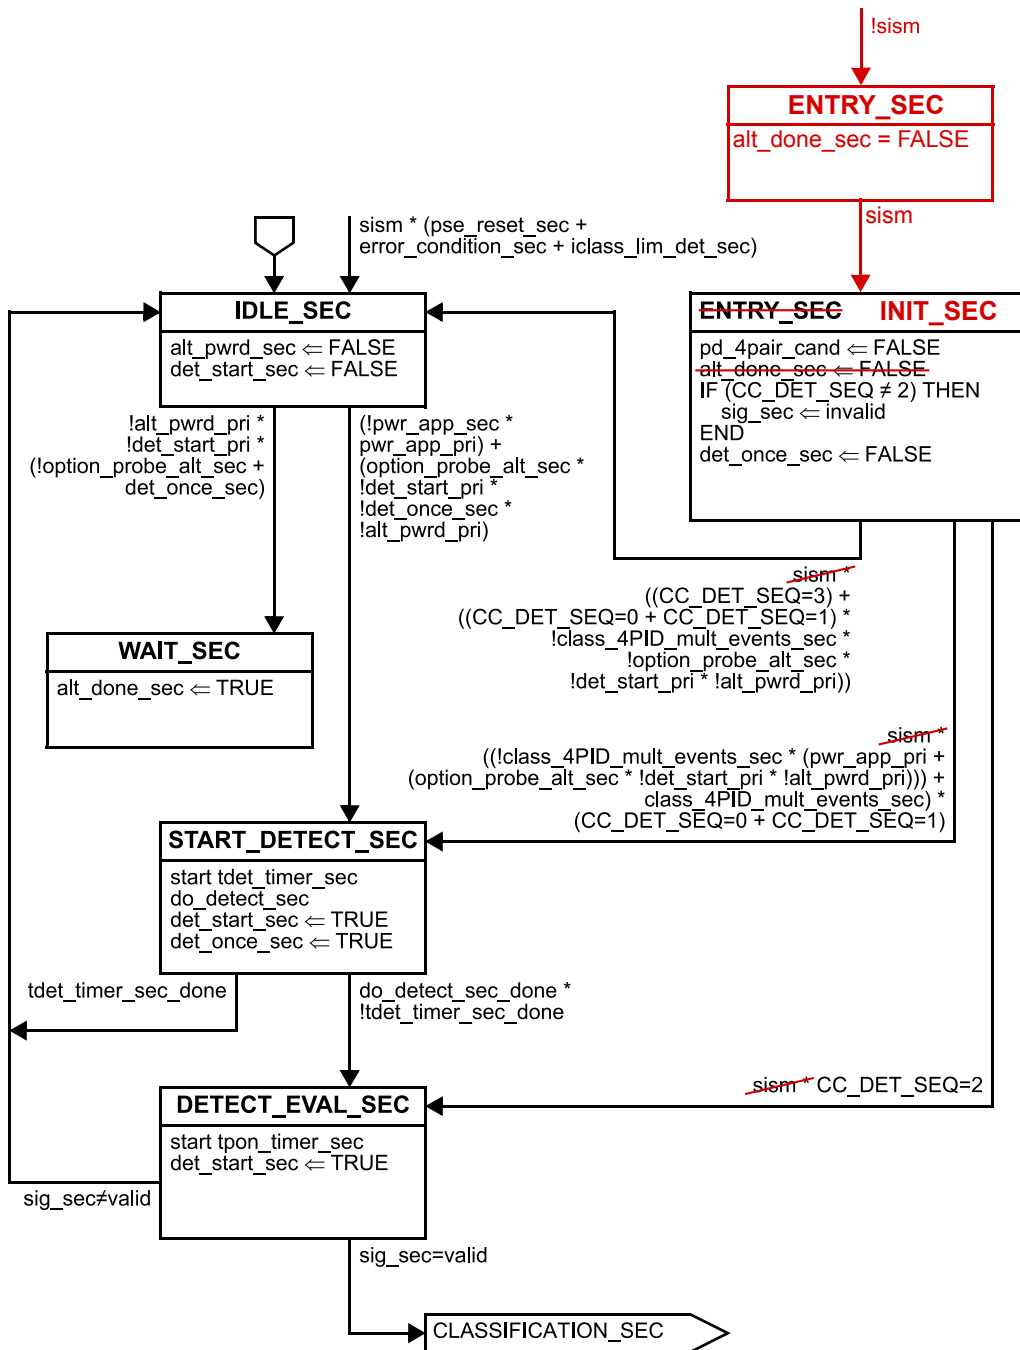 !sism
ENTRY_SEC
alt_done_sec = FALSE
sism
sism * (pse_reset_sec +
error_condition_sec + iclass_lim_det_sec)
IDLE_SEC
alt_pwrd_sec ⇐ FALSE
det_start_sec ⇐ FALSE
ENTRY_SEC INIT_SEC
pd_4pair_cand ⇐ FALSE
alt_done_sec ⇐ FALSE
IF (CC_DET_SEQ ≠ 2) THEN
sig_sec ⇐ invalid
END
det_once_sec ⇐ FALSE
!alt_pwrd_pri *
!det_start_pri *
(!option_probe_alt_sec +
det_once_sec)
(!pwr_app_sec *
pwr_app_pri) +
(option_probe_alt_sec *
!det_start_pri *
!det_once_sec *
!alt_pwrd_pri)
sism *
((CC_DET_SEQ=3) +
((CC_DET_SEQ=0 + CC_DET_SEQ=1) *
!class_4PID_mult_events_sec *
!option_probe_alt_sec *
!det_start_pri * !alt_pwrd_pri))
WAIT_SEC
alt_done_sec ⇐ TRUE
sism *
((!class_4PID_mult_events_sec * (pwr_app_pri +
(option_probe_alt_sec * !det_start_pri * !alt_pwrd_pri))) +
class_4PID_mult_events_sec) *
(CC_DET_SEQ=0 + CC_DET_SEQ=1)
START_DETECT_SEC
start tdet_timer_sec
do_detect_sec
det_start_sec ⇐ TRUE
det_once_sec ⇐ TRUE
tdet_timer_sec_done
do_detect_sec_done *
!tdet_timer_sec_done
sism * CC_DET_SEQ=2
DETECT_EVAL_SEC
start tpon_timer_sec
det_start_sec ⇐ TRUE
sig_sec≠valid
sig_sec=valid
CLASSIFICATION_SEC